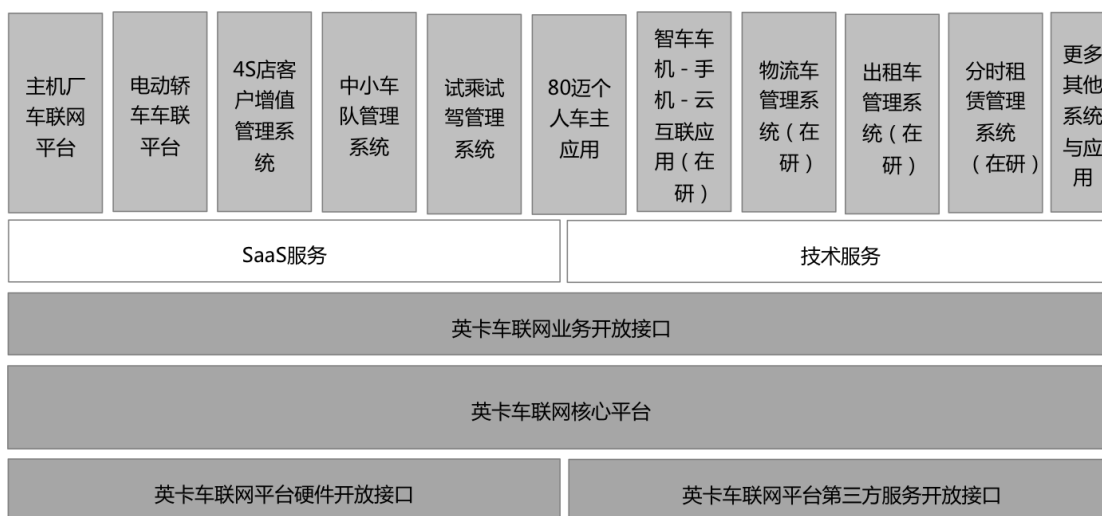 主机厂
车联网
平台
电动轿
车车联
平台
4S店客
户增值
管理系
统
中小车
队管理
系统
试乘试
驾管理
系统
80迈个
人车主
应用
智车车
机 - 手
机 - 云
互联应
用（在
研）
物流车
管理系
统（在
研）
出租车
管理系
统（在
研）
分时租
赁管理
系统
（在研）
更多
其他
系统
与应
用
SaaS服务
技术服务
英卡车联网业务开放接口
英卡车联网核心平台
英卡车联网平台硬件开放接口
英卡车联网平台第三方服务开放接口